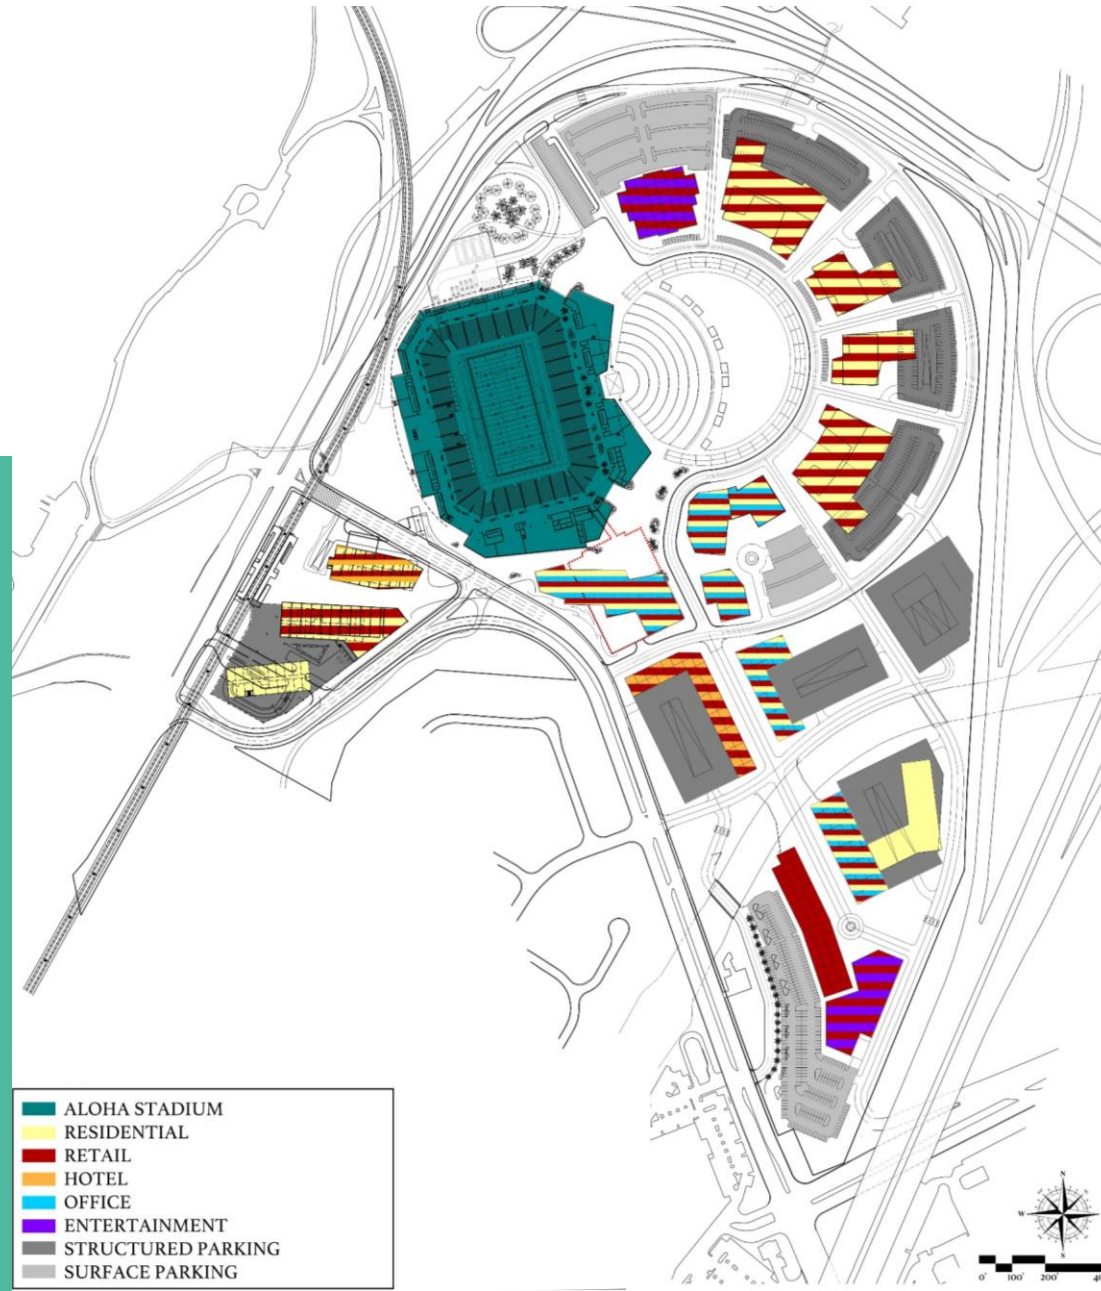 ALOHA STADIUM
RESIDENTIAL
RETAIL
HOTEL
OFFICE
ENTERTAINMENT
STRUCTURED PARKING
SURFACE PARKING
N
W
S
0' 100' 200'